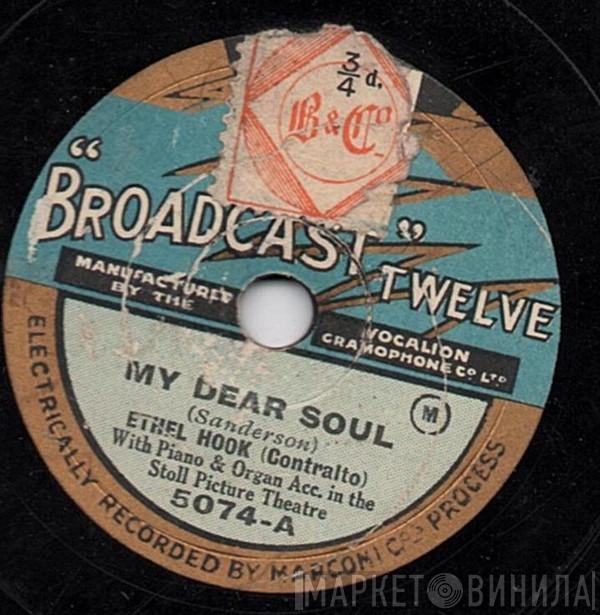 3/4 d.
B & Co.
"BROADCAST" TWELVE
MANUFACTURED BY THE
VOCALION GRAMOPHONE Co LTD
MY DEAR SOUL
(Sanderson)
(M)
ETHEL HOOK (Contralto)
With Piano & Organ Acc. in the
Stoll Picture Theatre
5074-A
ELECTRICALLY RECORDED BY MARCONI Co's PROCESS
МАРКЕТ ВИНИЛА